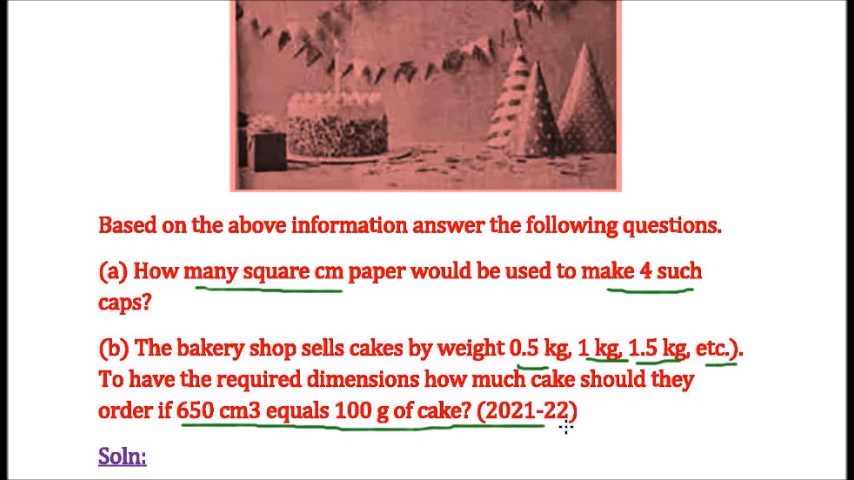 Based on the above information answer the following questions.
(a) How many square cm paper would be used to make 4 such
caps?
(b) The bakery shop sells cakes by weight 0.5 kg, 1 kg, 1.5 kg, etc.).
To have the required dimensions how much cake should they
order if 650 cm3 equals 100 g of cake? (2021-22)
Soln: